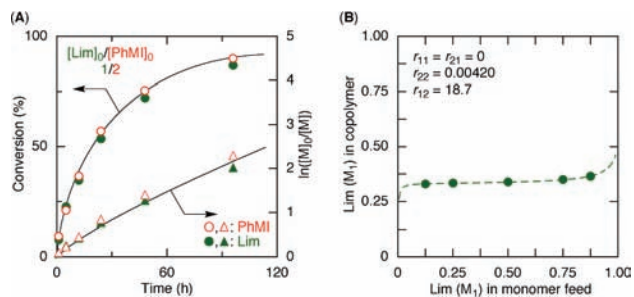 (A)
[Lim]0/[PhMI]0
1/2
Conversion (%)
100
50
0
5
4
3
2
1
0
ln([M]0/[M])
0
60
120
Time (h)
○,△: PhMI
●,▲: Lim
(B)
r11 = r21 = 0
r22 = 0.00420
r12 = 18.7
Lim (M1) in copolymer
1.00
0.75
0.50
0.25
0
0
0.25
0.50
0.75
1.00
Lim (M1) in monomer feed